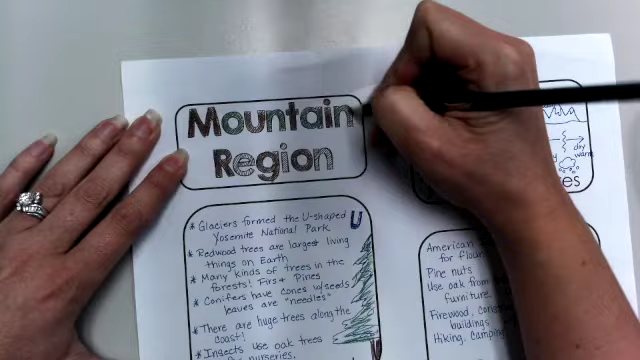 Mountain
Region
* Glaciers formed the U-shaped
Yosemite National Park
U
* Redwood trees are largest living
things on Earth
* Many kinds of trees in the
forests! Firs + Pines
* Conifers have cones w/seeds
leaves are "needles"
* There are huge trees along the
coast!
* Insects use oak trees
nurseries.
dry
warm
es
American
for flour
Pine nuts
Use oak from
furniture.
Firewood,
buildings
Hiking, Camping